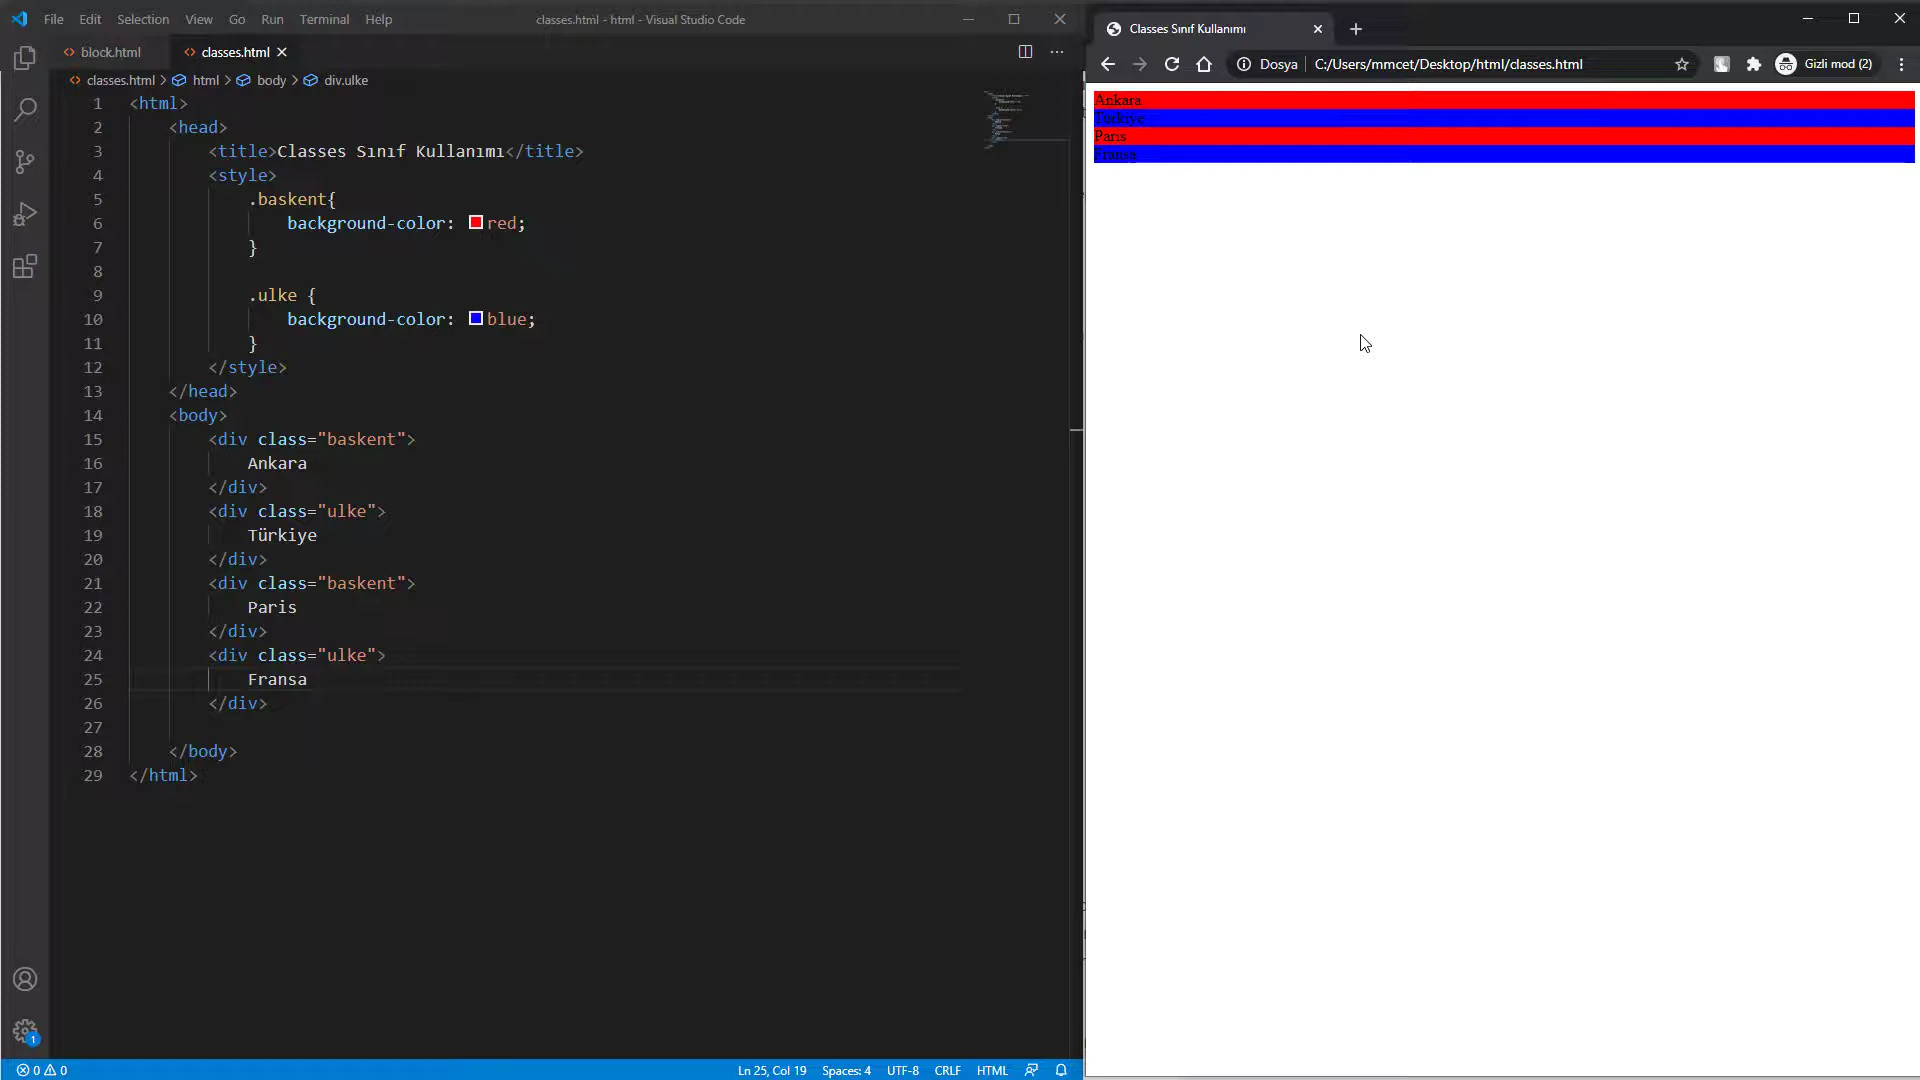 File Edit Selection View Go Run Terminal Help classes.html - html - Visual Studio Code
block.html classes.html
classes.html > html > body > div.ulke
1 <html>
2 <head>
3 <title>Classes Sınıf Kullanımı</title>
4 <style>
5 .baskent{
6 background-color: red;
7 }
8
9 .ulke {
10 background-color: blue;
11 }
12 </style>
13 </head>
14 <body>
15 <div class="baskent">
16 Ankara
17 </div>
18 <div class="ulke">
19 Türkiye
20 </div>
21 <div class="baskent">
22 Paris
23 </div>
24 <div class="ulke">
25 Fransa
26 </div>
27
28 </body>
29 </html>
1
0 0 Ln 25, Col 19 Spaces: 4 UTF-8 CRLF HTML
Classes Sınıf Kullanımı
Dosya C:/Users/mmcet/Desktop/html/classes.html Gizli mod (2)
Ankara
Türkiye
Paris
Fransa